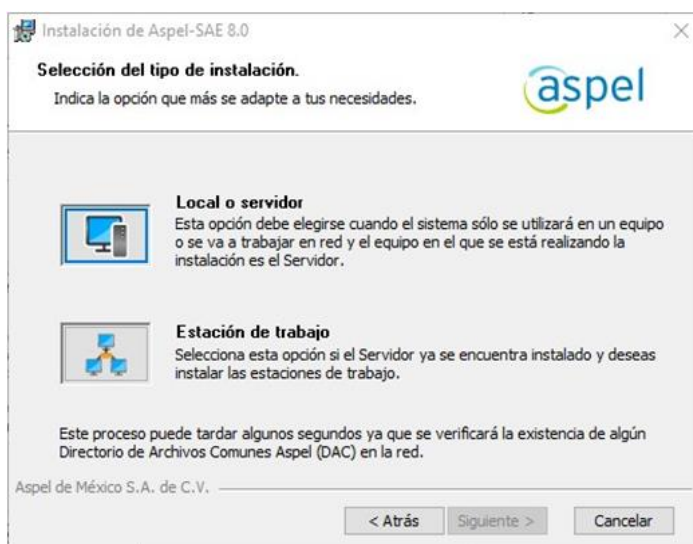 Instalación de Aspel-SAE 8.0
Selección del tipo de instalación.
Indica la opción que más se adapte a tus necesidades.
aspel
Local o servidor
Esta opción debe elegirse cuando el sistema sólo se utilizará en un equipo
o se va a trabajar en red y el equipo en el que se está realizando la
instalación es el Servidor.
Estación de trabajo
Selecciona esta opción si el Servidor ya se encuentra instalado y deseas
instalar las estaciones de trabajo.
Este proceso puede tardar algunos segundos ya que se verificará la existencia de algún
Directorio de Archivos Comunes Aspel (DAC) en la red.
Aspel de México S.A. de C.V.
< Atrás
Siguiente >
Cancelar